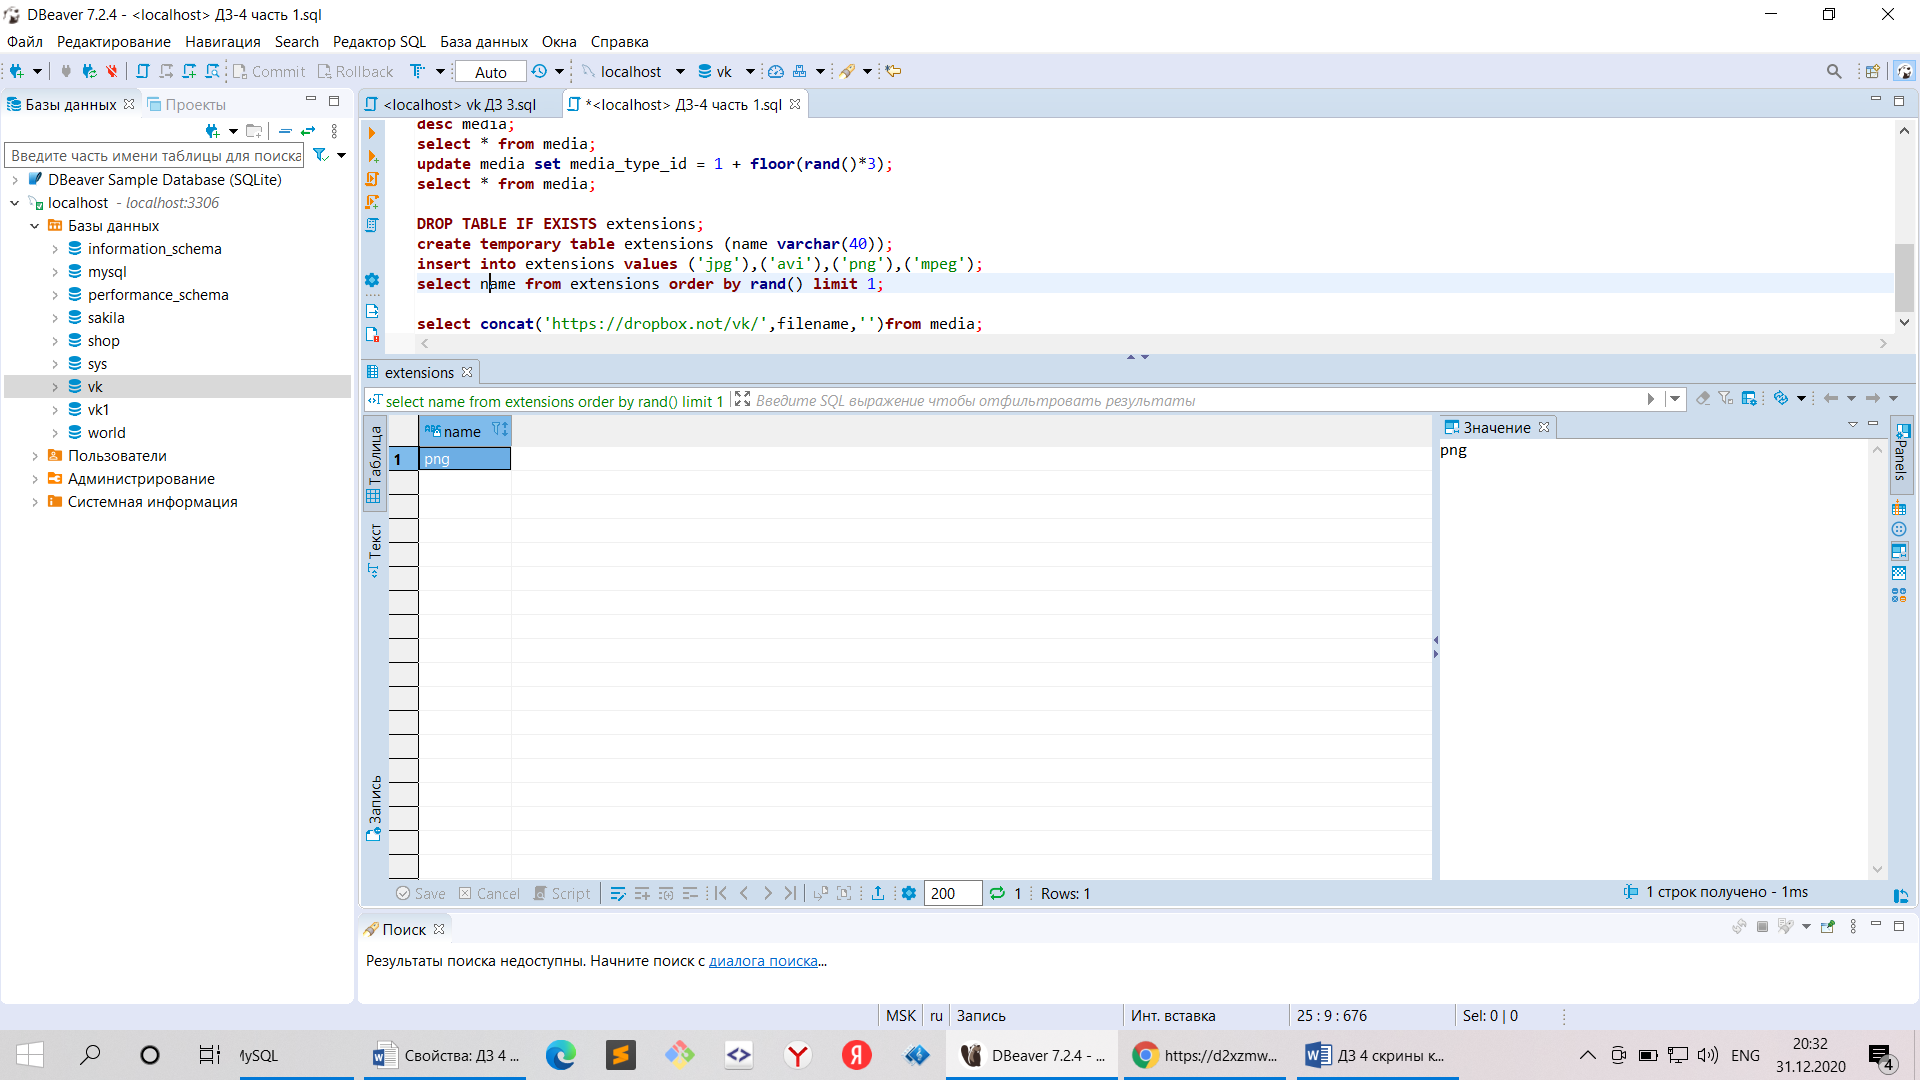 DBeaver 7.2.4 - <localhost> ДЗ-4 часть 1.sql
Файл Редактирование Навигация Search Редактор SQL База данных Окна Справка
Commit Rollback Auto localhost vk
Базы данных Проекты
<localhost> vk ДЗ 3.sql *<localhost> ДЗ-4 часть 1.sql
Введите часть имени таблицы для поиска
DBeaver Sample Database (SQLite)
localhost - localhost:3306
Базы данных
information_schema
mysql
performance_schema
sakila
shop
sys
vk
vk1
world
Пользователи
Администрирование
Системная информация
desc media;
select * from media;
update media set media_type_id = 1 + floor(rand()*3);
select * from media;
DROP TABLE IF EXISTS extensions;
create temporary table extensions (name varchar(40));
insert into extensions values ('jpg'),('avi'),('png'),('mpeg');
select name from extensions order by rand() limit 1;
select concat('https://dropbox.not/vk/',filename,'')from media;
extensions
select name from extensions order by rand() limit 1 Введите SQL выражение чтобы отфильтровать результаты
Таблица
Текст
Запись
ABC name
1 png
Значение
png
Panels
Save Cancel Script 200 1 Rows: 1
1 строк получено - 1ms
Поиск
Результаты поиска недоступны. Начните поиск с диалога поиска...
MSK ru Запись Инт. вставка 25 : 9 : 676 Sel: 0 | 0
MySQL Свойства: ДЗ 4 ... DBeaver 7.2.4 - ... https://d2xzmw... ДЗ 4 скрины к... ENG
20:32
31.12.2020
4